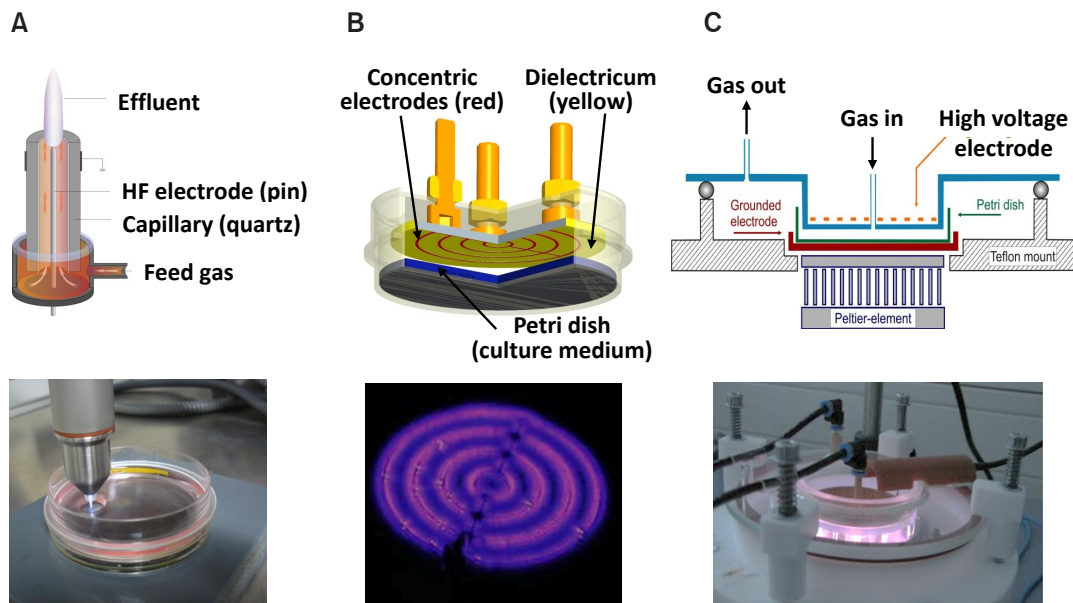 A
Effluent
HF electrode (pin)
Capillary (quartz)
Feed gas
B
Concentric
electrodes (red)
Dielectricum
(yellow)
Petri dish
(culture medium)
C
Gas out
Gas in
High voltage
electrode
Grounded
electrode
Petri dish
Teflon mount
Peltier-element